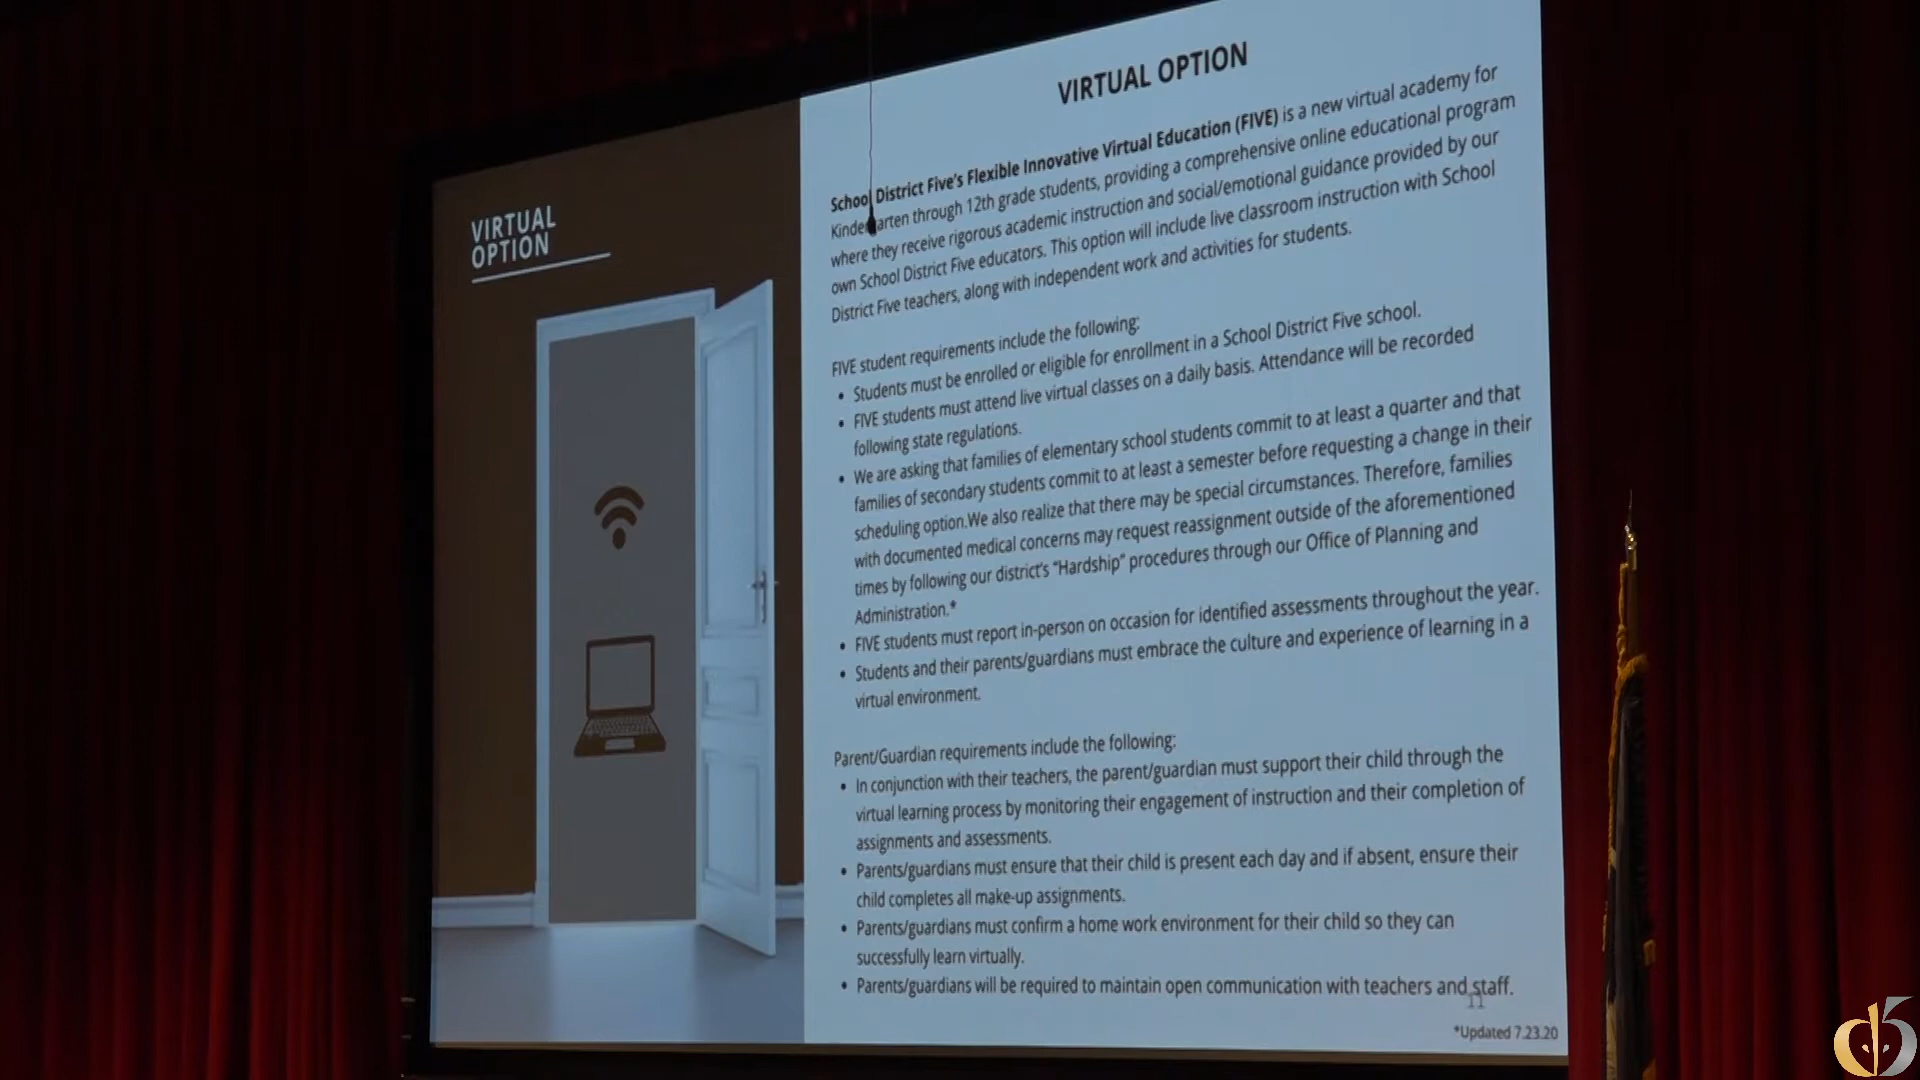 VIRTUAL
OPTION
VIRTUAL OPTION
School District Five's Flexible Innovative Virtual Education (FIVE) is a new virtual academy for
Kindergarten through 12th grade students, providing a comprehensive online educational program
where they receive rigorous academic instruction and social/emotional guidance provided by our
own School District Five educators. This option will include live classroom instruction with School
District Five teachers, along with independent work and activities for students.
FIVE student requirements include the following:
• Students must be enrolled or eligible for enrollment in a School District Five school.
• FIVE students must attend live virtual classes on a daily basis. Attendance will be recorded
following state regulations.
• We are asking that families of elementary school students commit to at least a quarter and that
families of secondary students commit to at least a semester before requesting a change in their
scheduling option.We also realize that there may be special circumstances. Therefore, families
with documented medical concerns may request reassignment outside of the aforementioned
times by following our district's "Hardship" procedures through our Office of Planning and
Administration.*
• FIVE students must report in-person on occasion for identified assessments throughout the year.
• Students and their parents/guardians must embrace the culture and experience of learning in a
virtual environment.
Parent/Guardian requirements include the following:
• In conjunction with their teachers, the parent/guardian must support their child through the
virtual learning process by monitoring their engagement of instruction and their completion of
assignments and assessments.
• Parents/guardians must ensure that their child is present each day and if absent, ensure their
child completes all make-up assignments.
• Parents/guardians must confirm a home work environment for their child so they can
successfully learn virtually.
• Parents/guardians will be required to maintain open communication with teachers and staff.
11
*Updated 7.23.20
d5